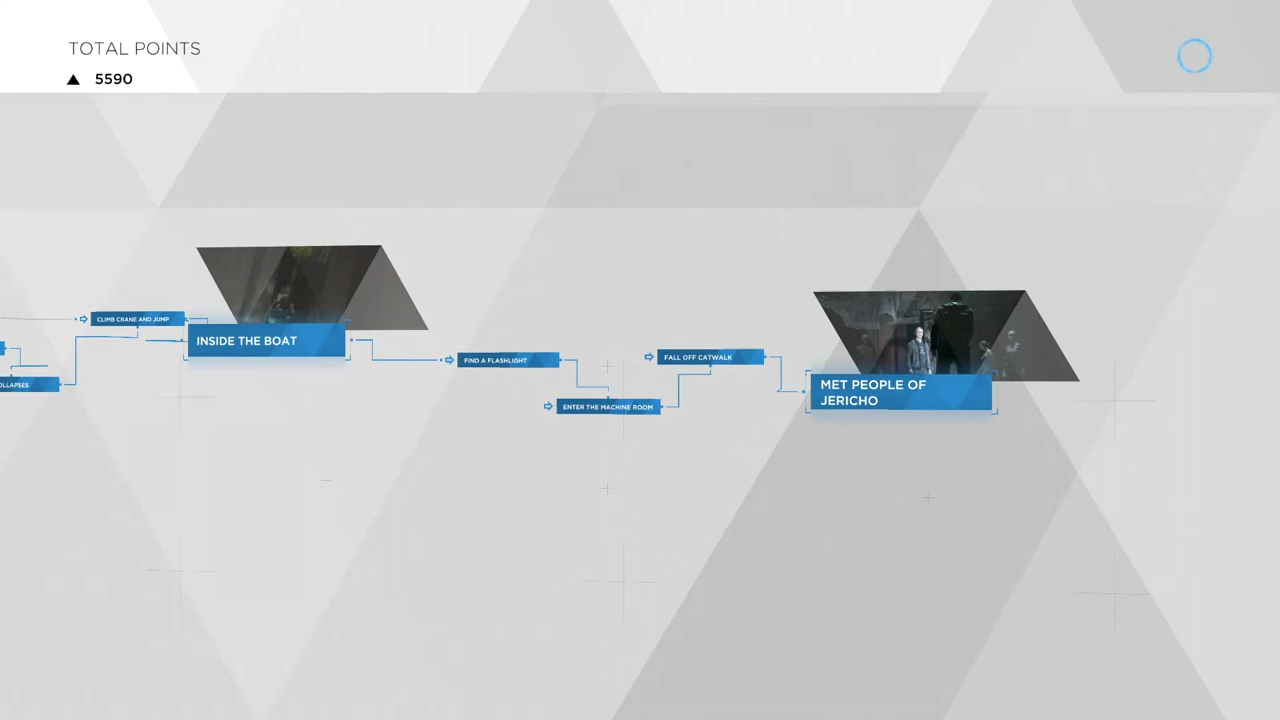 TOTAL POINTS
5590
CLIMB CRANE AND JUMP
INSIDE THE BOAT
OLLAPSES
FIND A FLASHLIGHT
ENTER THE MACHINE ROOM
FALL OFF CATWALK
MET PEOPLE OF
JERICHO